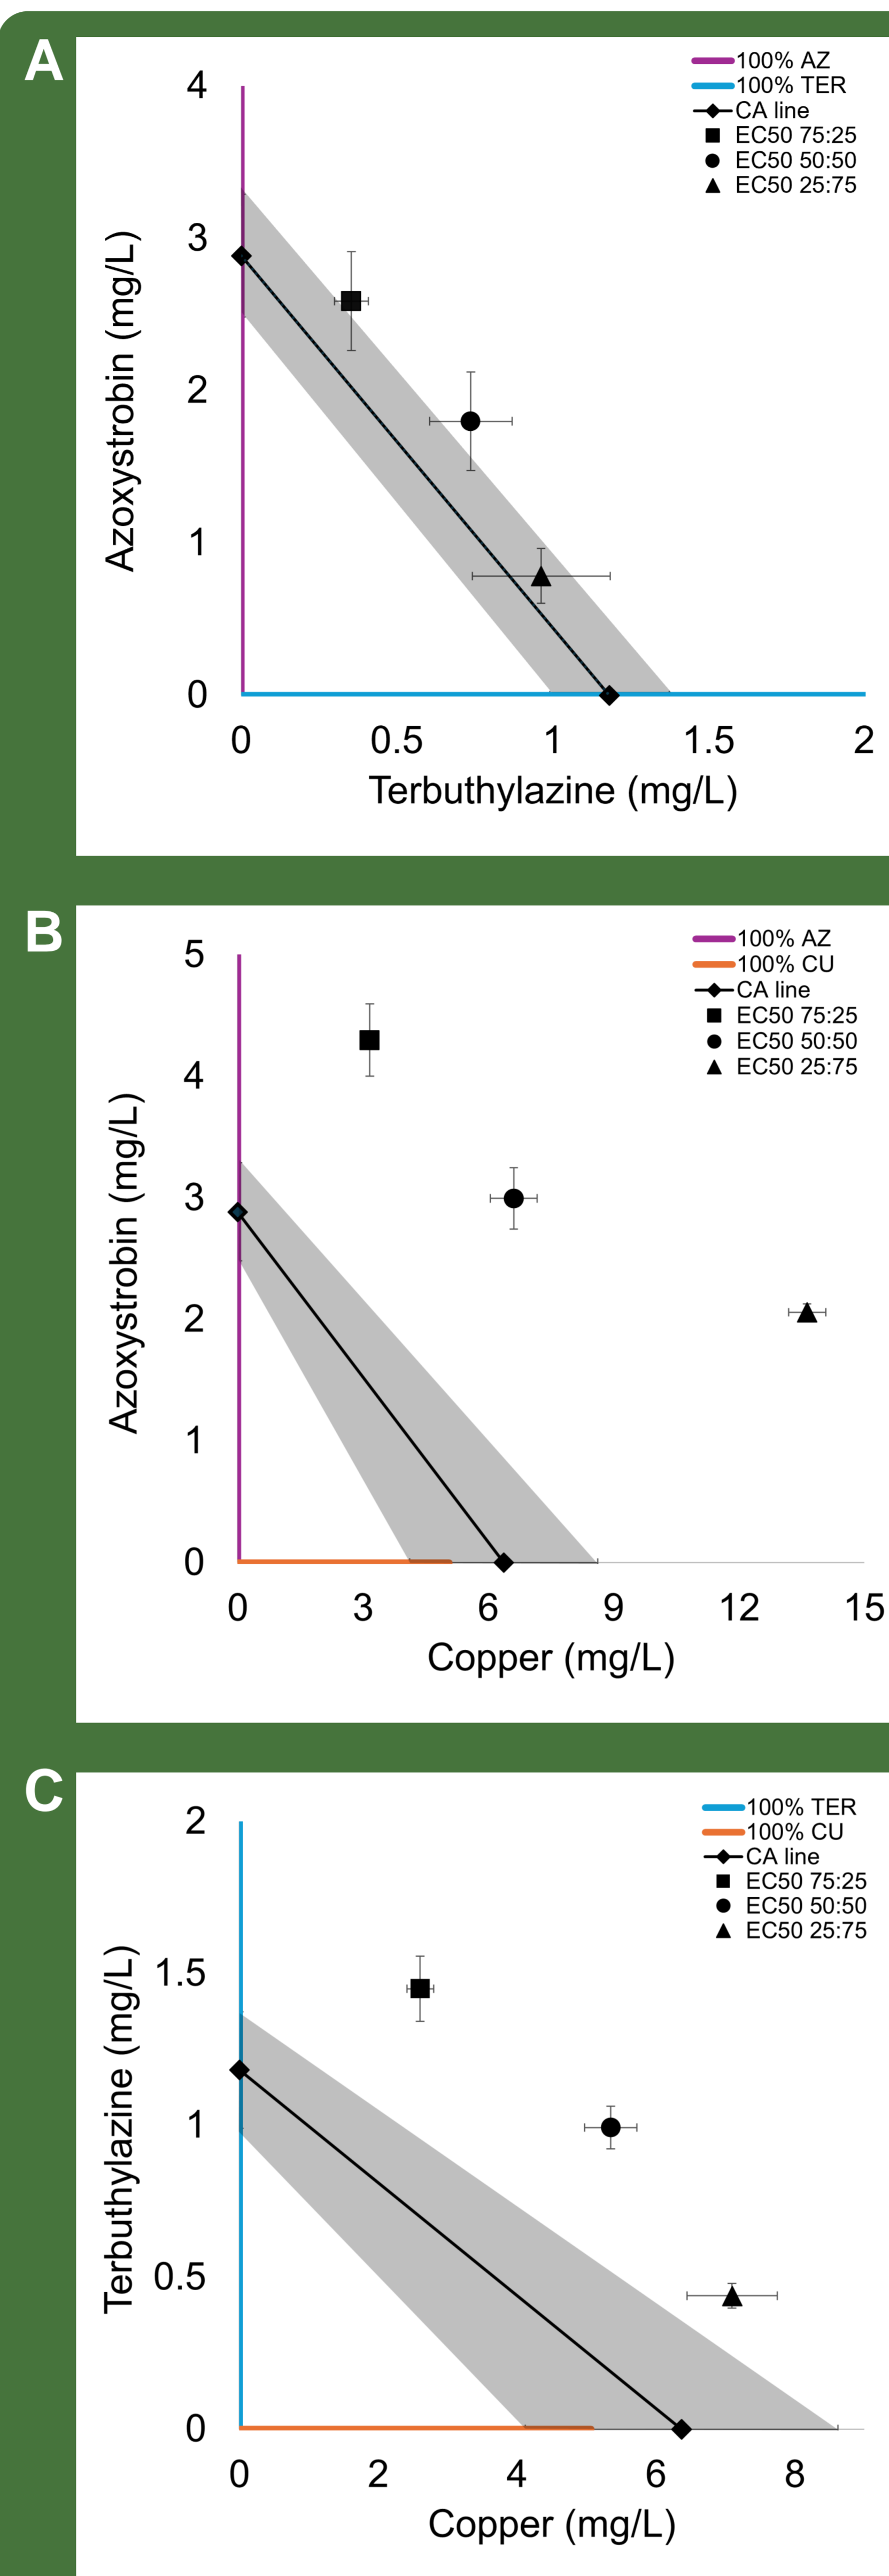 A
100% AZ
100% TER
CA line
EC50 75:25
EC50 50:50
EC50 25:75
4
3
2
1
0
Azoxystrobin (mg/L)
0 0.5 1 1.5 2
Terbuthylazine (mg/L)
B
100% AZ
100% CU
CA line
EC50 75:25
EC50 50:50
EC50 25:75
5
4
3
2
1
0
Azoxystrobin (mg/L)
0 3 6 9 12 15
Copper (mg/L)
C
100% TER
100% CU
CA line
EC50 75:25
EC50 50:50
EC50 25:75
2
1.5
1
0.5
0
Terbuthylazine (mg/L)
0 2 4 6 8
Copper (mg/L)